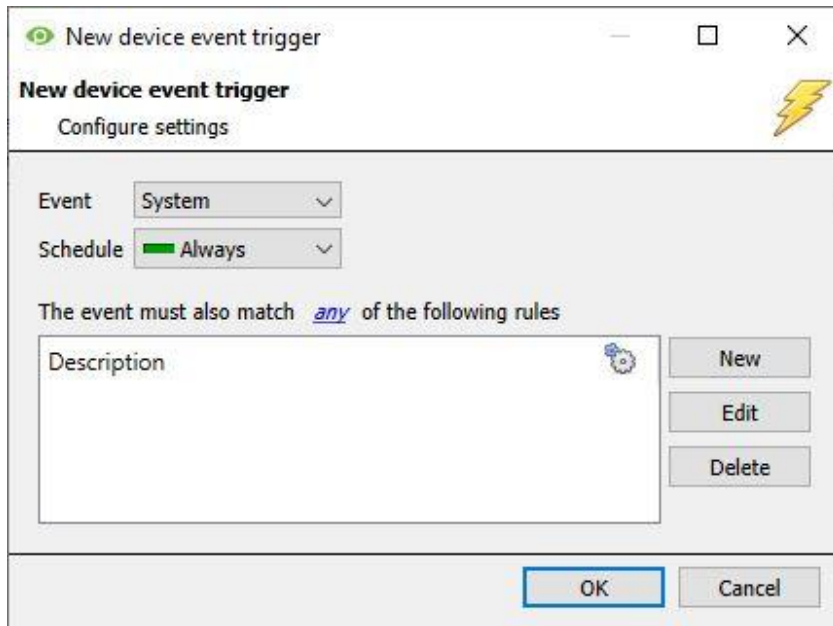 New device event trigger
New device event trigger
Configure settings
Event System
Schedule Always
The event must also match any of the following rules
Description
New
Edit
Delete
OK Cancel